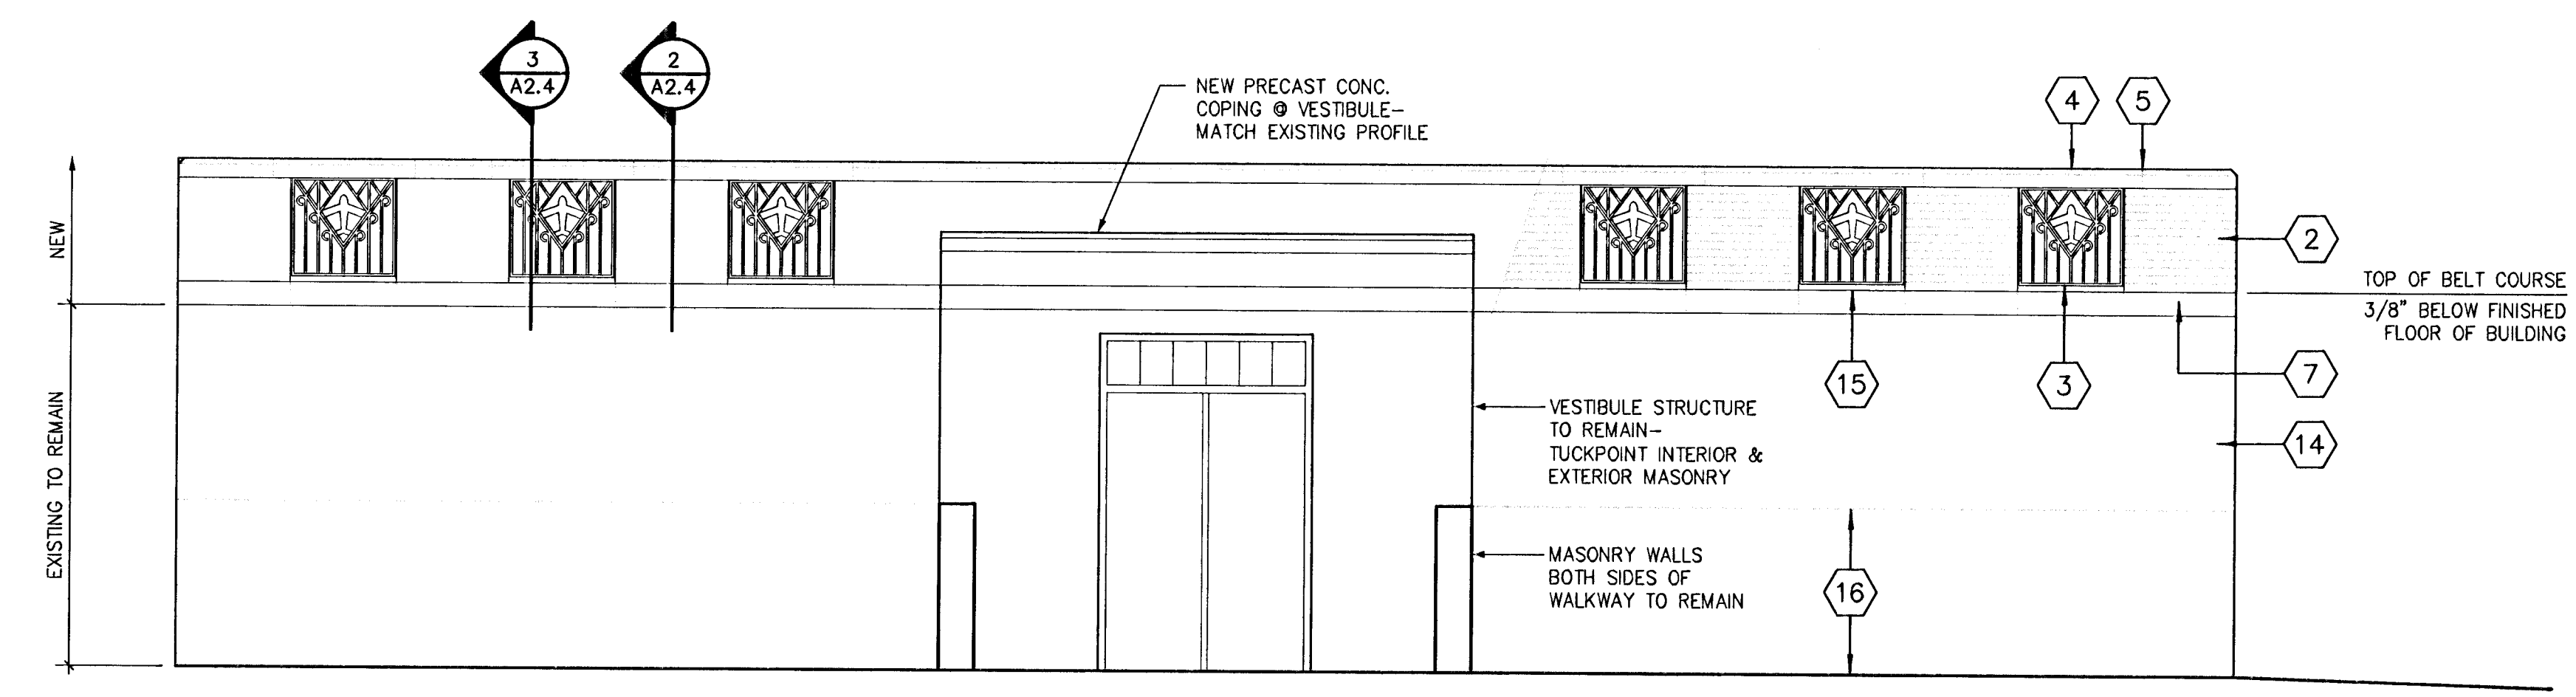 3
A2.4
2
A2.4
NEW PRECAST CONC.
COPING @ VESTIBULE-
MATCH EXISTING PROFILE
4
5
NEW
2
TOP OF BELT COURSE
3/8" BELOW FINISHED
FLOOR OF BUILDING
15
3
7
EXISTING TO REMAIN
VESTIBULE STRUCTURE
TO REMAIN-
TUCKPOINT INTERIOR &
EXTERIOR MASONRY
14
MASONRY WALLS
BOTH SIDES OF
WALKWAY TO REMAIN
16